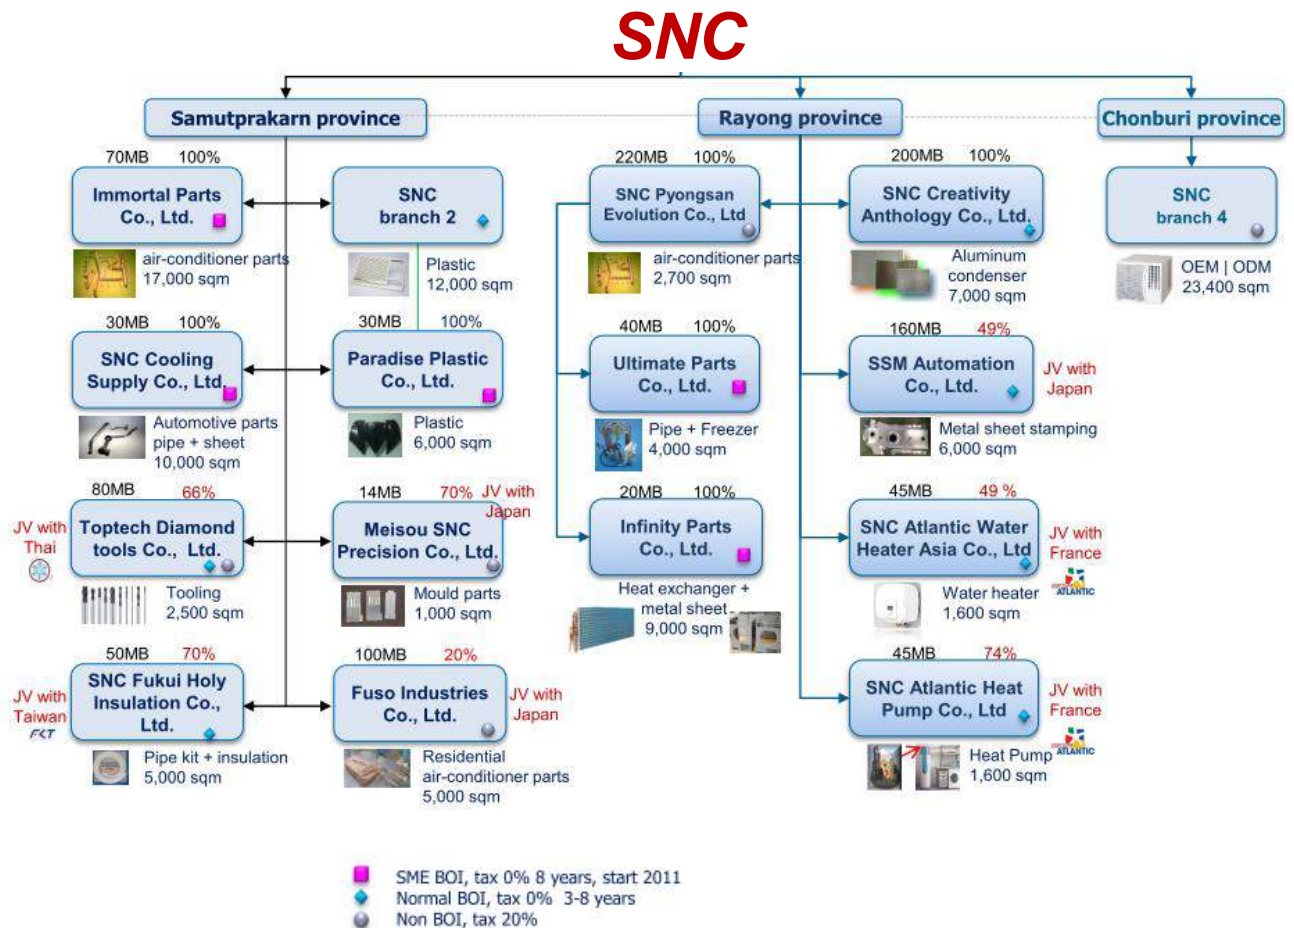 SNC
Samutprakarn province
Rayong province
Chonburi province
70MB 100%
Immortal Parts
Co., Ltd.
air-conditioner parts
17,000 sqm
SNC
branch 2
Plastic
12,000 sqm
220MB 100%
SNC Pyongsan
Evolution Co., Ltd
air-conditioner parts
2,700 sqm
200MB 100%
SNC Creativity
Anthology Co., Ltd.
Aluminum
condenser
7,000 sqm
SNC
branch 4
OEM | ODM
23,400 sqm
30MB 100%
SNC Cooling
Supply Co., Ltd.
Automotive parts
pipe + sheet
10,000 sqm
30MB 100%
Paradise Plastic
Co., Ltd.
Plastic
6,000 sqm
40MB 100%
Ultimate Parts
Co., Ltd.
Pipe + Freezer
4,000 sqm
160MB 49%
SSM Automation
Co., Ltd.
JV with
Japan
Metal sheet stamping
6,000 sqm
80MB 66%
JV with
Thai
Toptech Diamond
tools Co., Ltd.
Tooling
2,500 sqm
14MB 70% JV with
Japan
Meisou SNC
Precision Co., Ltd.
Mould parts
1,000 sqm
20MB 100%
Infinity Parts
Co., Ltd.
Heat exchanger +
metal sheet
9,000 sqm
45MB 49 %
SNC Atlantic Water
Heater Asia Co., Ltd
JV with
France
ATLANTIC
Water heater
1,600 sqm
50MB 70%
JV with
Taiwan
FKT
SNC Fukui Holy
Insulation Co.,
Ltd.
Pipe kit + insulation
5,000 sqm
100MB 20%
Fuso Industries
Co., Ltd.
JV with
Japan
Residential
air-conditioner parts
5,000 sqm
45MB 74%
SNC Atlantic Heat
Pump Co., Ltd
JV with
France
ATLANTIC
Heat Pump
1,600 sqm
SME BOI, tax 0% 8 years, start 2011
Normal BOI, tax 0% 3-8 years
Non BOI, tax 20%